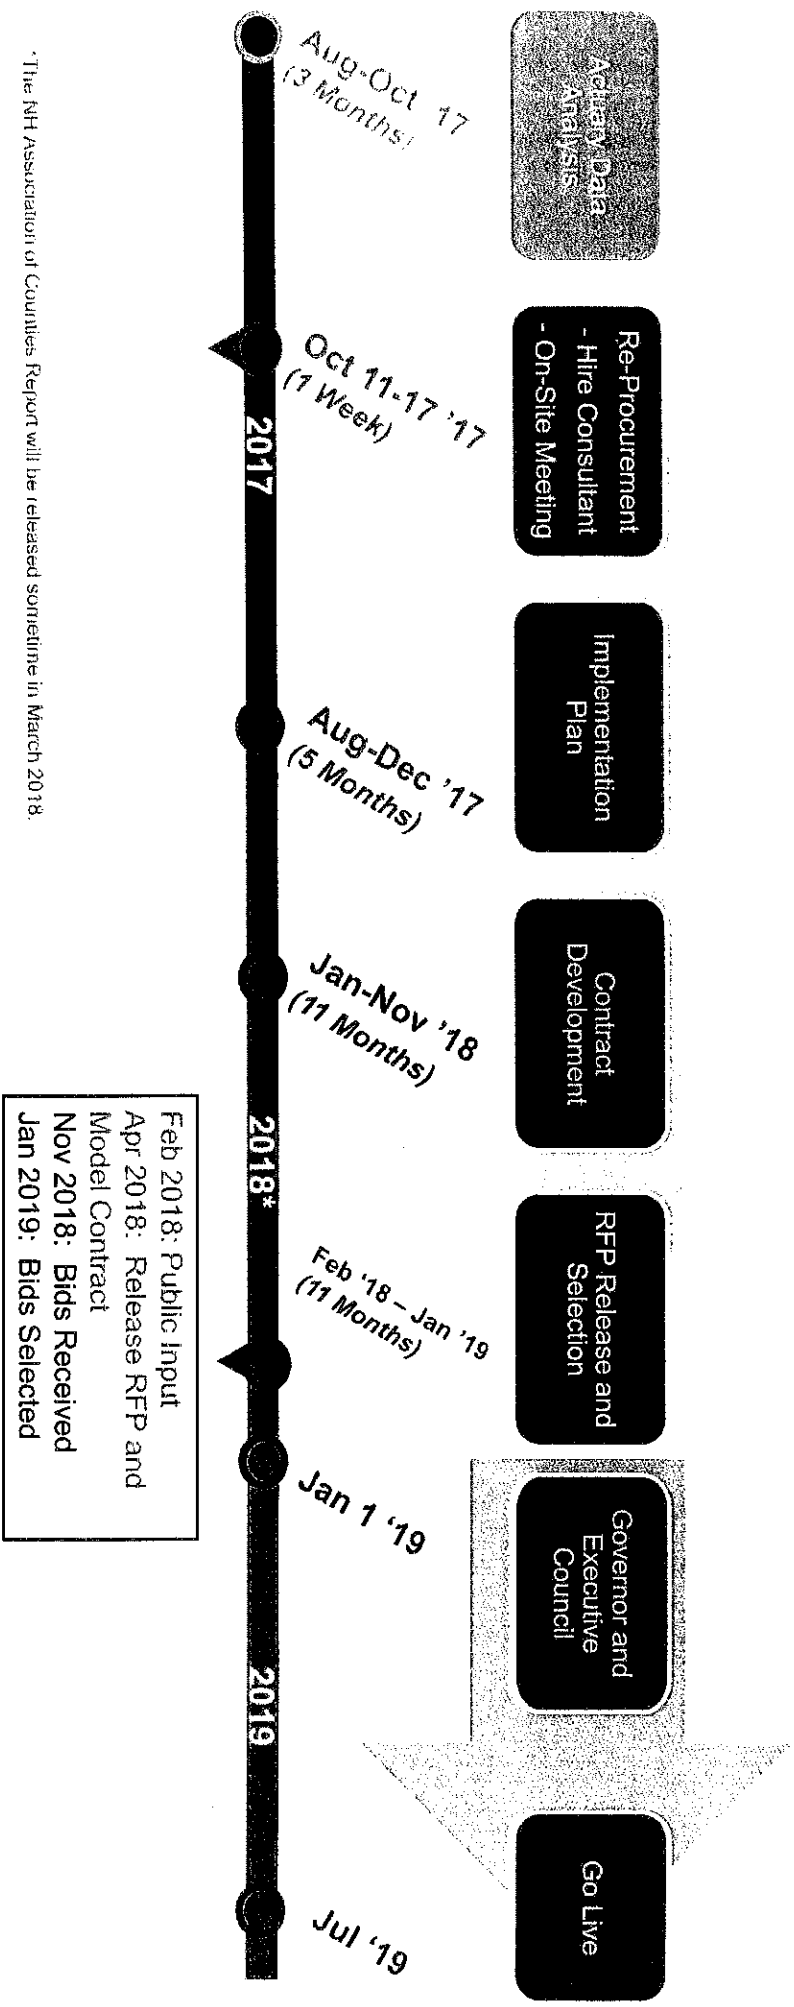 Actuary Data
Analysis
Re-Procurement
- Hire Consultant
- On-Site Meeting
Implementation
Plan
Contract
Development
RFP Release and
Selection
Governor and
Executive
Council
Go Live
Aug-Oct '17
(3 Months)
Oct 11-17 '17
(1 Week)
Aug-Dec '17
(5 Months)
Jan-Nov '18
(11 Months)
Feb '18 – Jan '19
(11 Months)
Jan 1 '19
Jul '19
2017
2018*
2019
Feb 2018: Public Input
Apr 2018: Release RFP and
Model Contract
Nov 2018: Bids Received
Jan 2019: Bids Selected
*The NH Association of Counties Report will be released sometime in March 2018.